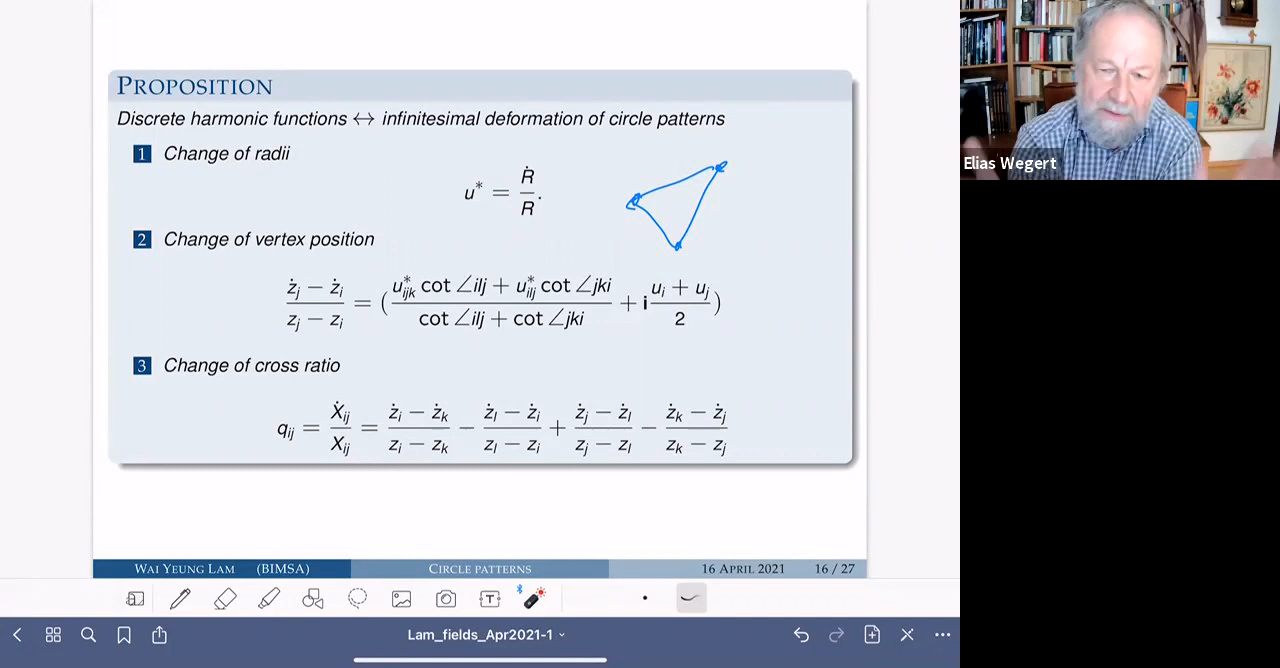 PROPOSITION
Discrete harmonic functions ↔ infinitesimal deformation of circle patterns
1 Change of radii
u* = Ṙ / R .
2 Change of vertex position
(ż_j − ż_i) / (z_j − z_i) = ( (u*_ijk cot ∠ilj + u*_ilj cot ∠jki) / (cot ∠ilj + cot ∠jki) + i (u_i + u_j) / 2 )
3 Change of cross ratio
q_ij = Ẋ_ij / X_ij = (ż_i − ż_k) / (z_i − z_k) − (ż_l − ż_i) / (z_l − z_i) + (ż_j − ż_l) / (z_j − z_l) − (ż_k − ż_j) / (z_k − z_j)
WAI YEUNG LAM (BIMSA) CIRCLE PATTERNS 16 APRIL 2021 16 / 27
Lam_fields_Apr2021-1
Elias Wegert